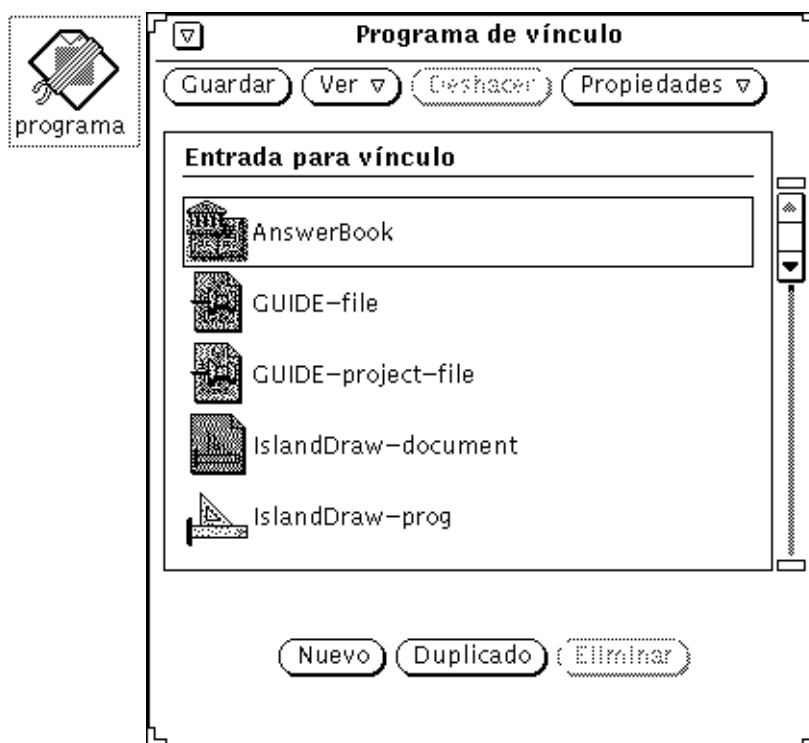 Programa de vínculo
programa
Guardar Ver Deshacer Propiedades
Entrada para vínculo
AnswerBook
GUIDE-file
GUIDE-project-file
IslandDraw-document
IslandDraw-prog
Nuevo Duplicado Eliminar